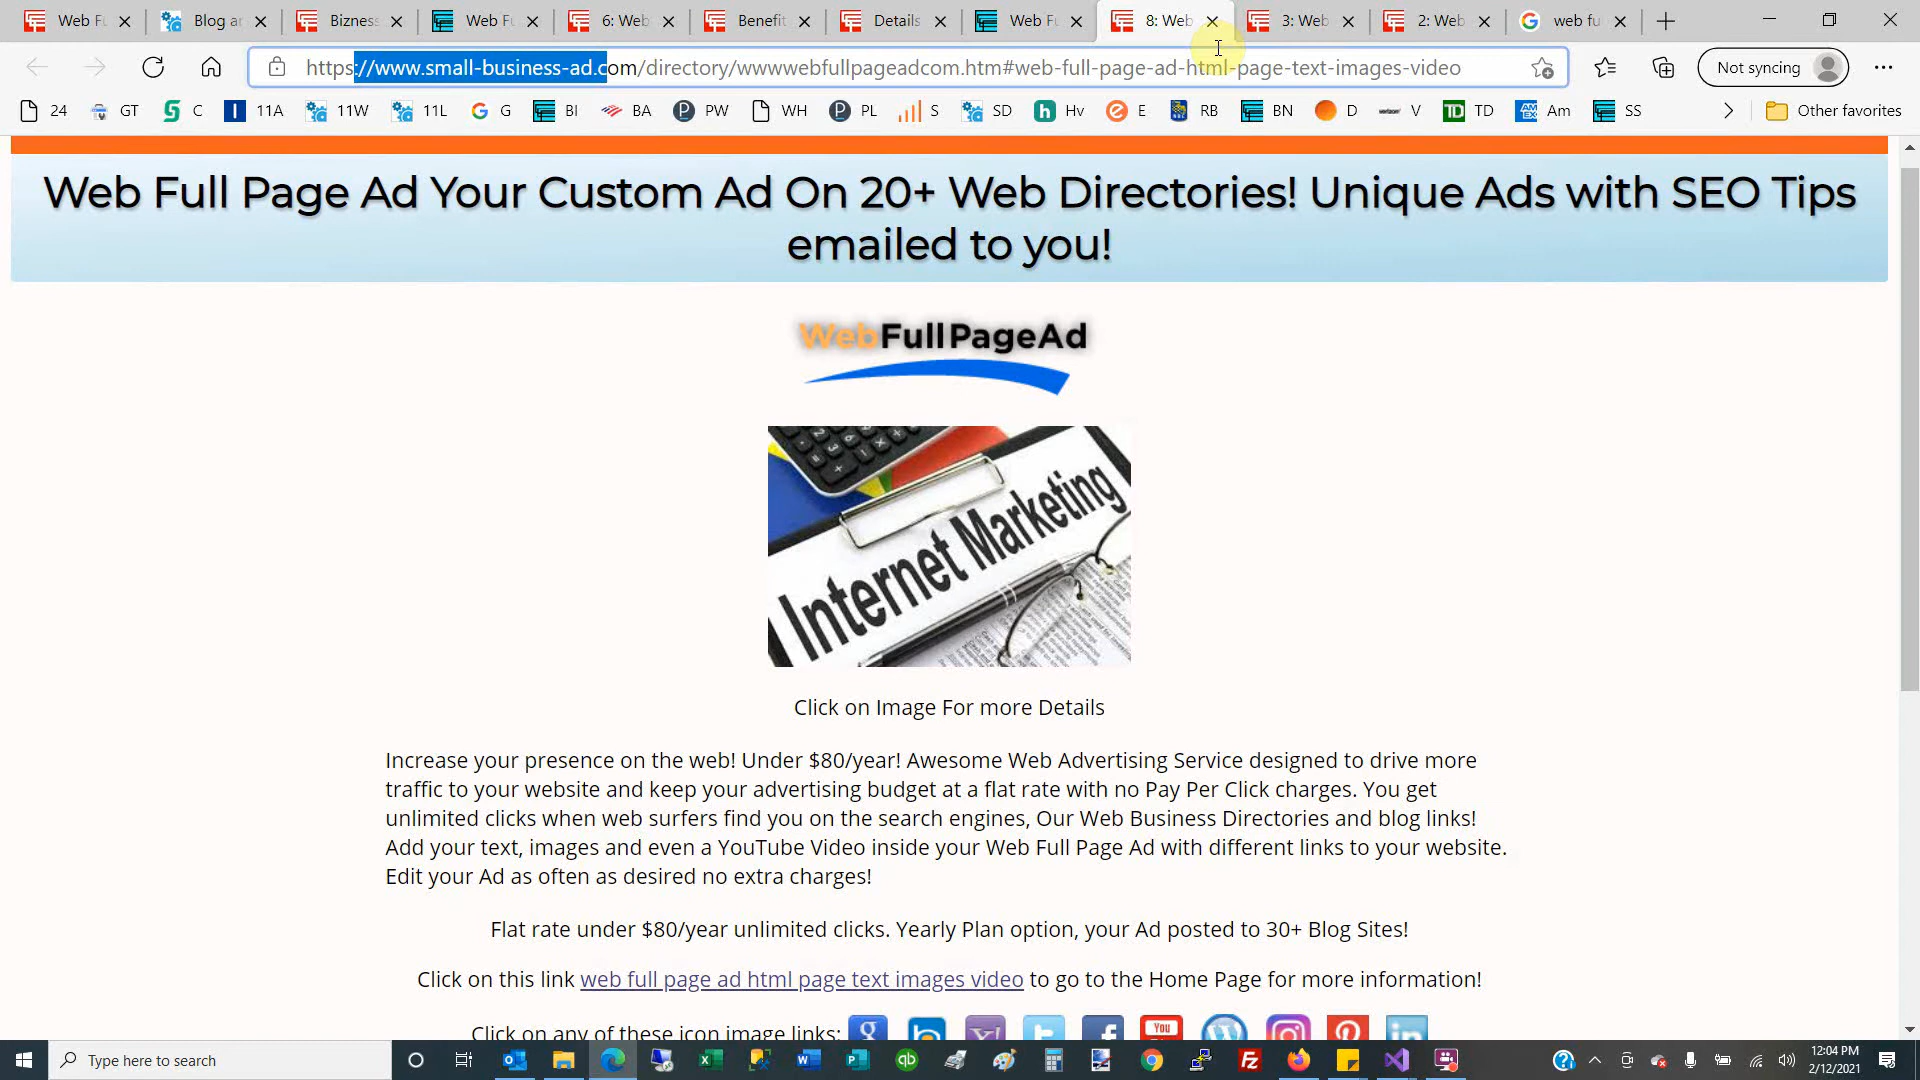 Web Fu
Blog ar
Bizness
Web Fu
6: Web
Benefit
Details
Web Fu
8: Web
3: Web
2: Web
web fu
https://www.small-business-ad.com/directory/wwwwebfullpageadcom.htm#web-full-page-ad-html-page-text-images-video
Not syncing
24 GT C 11A 11W 11L G BI BA PW WH PL S SD Hv E RB BN D V TD Am SS Other favorites
Web Full Page Ad Your Custom Ad On 20+ Web Directories! Unique Ads with SEO Tips
emailed to you!
WebFullPageAd
Internet Marketing
Click on Image For more Details
Increase your presence on the web! Under $80/year! Awesome Web Advertising Service designed to drive more
traffic to your website and keep your advertising budget at a flat rate with no Pay Per Click charges. You get
unlimited clicks when web surfers find you on the search engines, Our Web Business Directories and blog links!
Add your text, images and even a YouTube Video inside your Web Full Page Ad with different links to your website.
Edit your Ad as often as desired no extra charges!
Flat rate under $80/year unlimited clicks. Yearly Plan option, your Ad posted to 30+ Blog Sites!
Click on this link web full page ad html page text images video to go to the Home Page for more information!
Click on any of these icon image links:
Type here to search
12:04 PM
2/12/2021